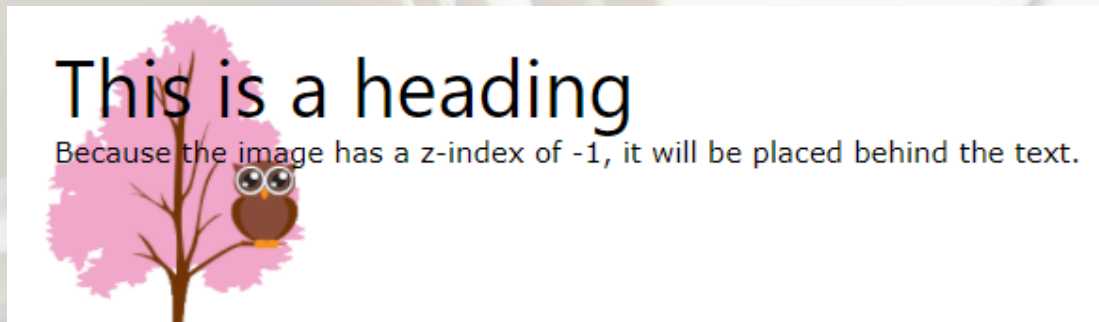 This is a heading
Because the image has a z-index of -1, it will be placed behind the text.